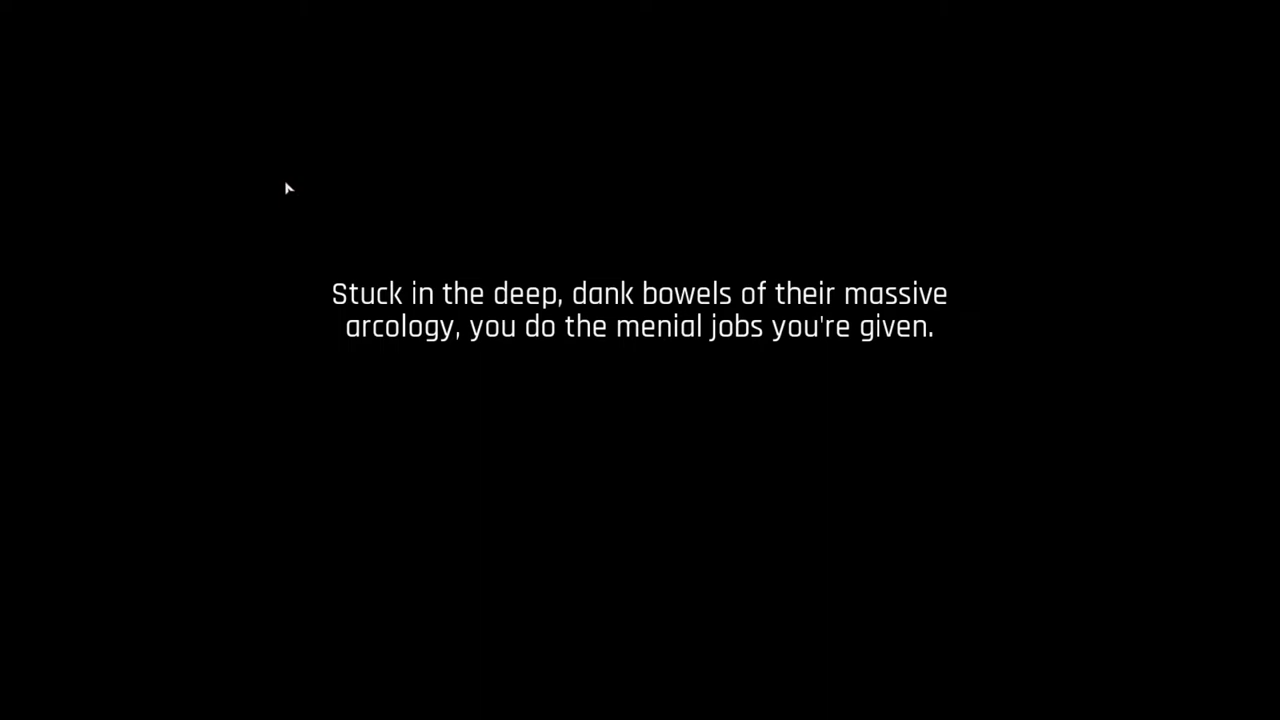 Stuck in the deep, dank bowels of their massive
arcology, you do the menial jobs you're given.